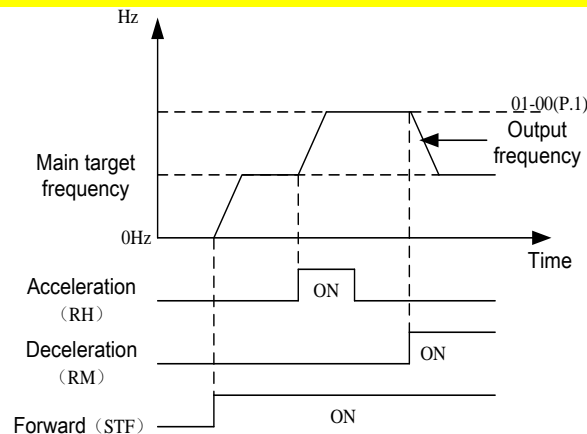 Hz
01-00(P.1)
Output
frequency
Main target
frequency
0Hz
Time
Acceleration
（RH）
ON
Deceleration
（RM）
ON
Forward（STF）
ON